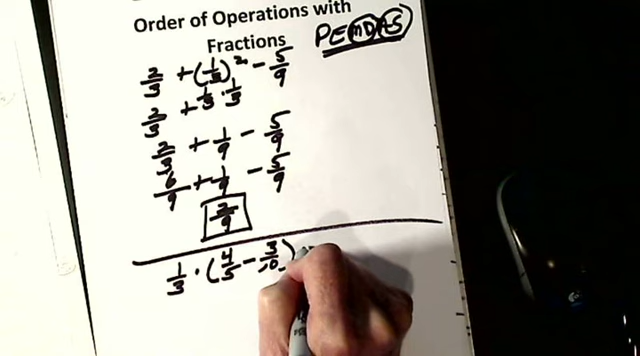 Order of Operations with
Fractions
PEMDAS
2/3 + (1/3)² - 5/9
2/3 + 1/3 · 1/3
2/3 + 1/9 - 5/9
6/9 + 1/9 - 5/9
2/9
1/3 · (4/5 - 3/10)